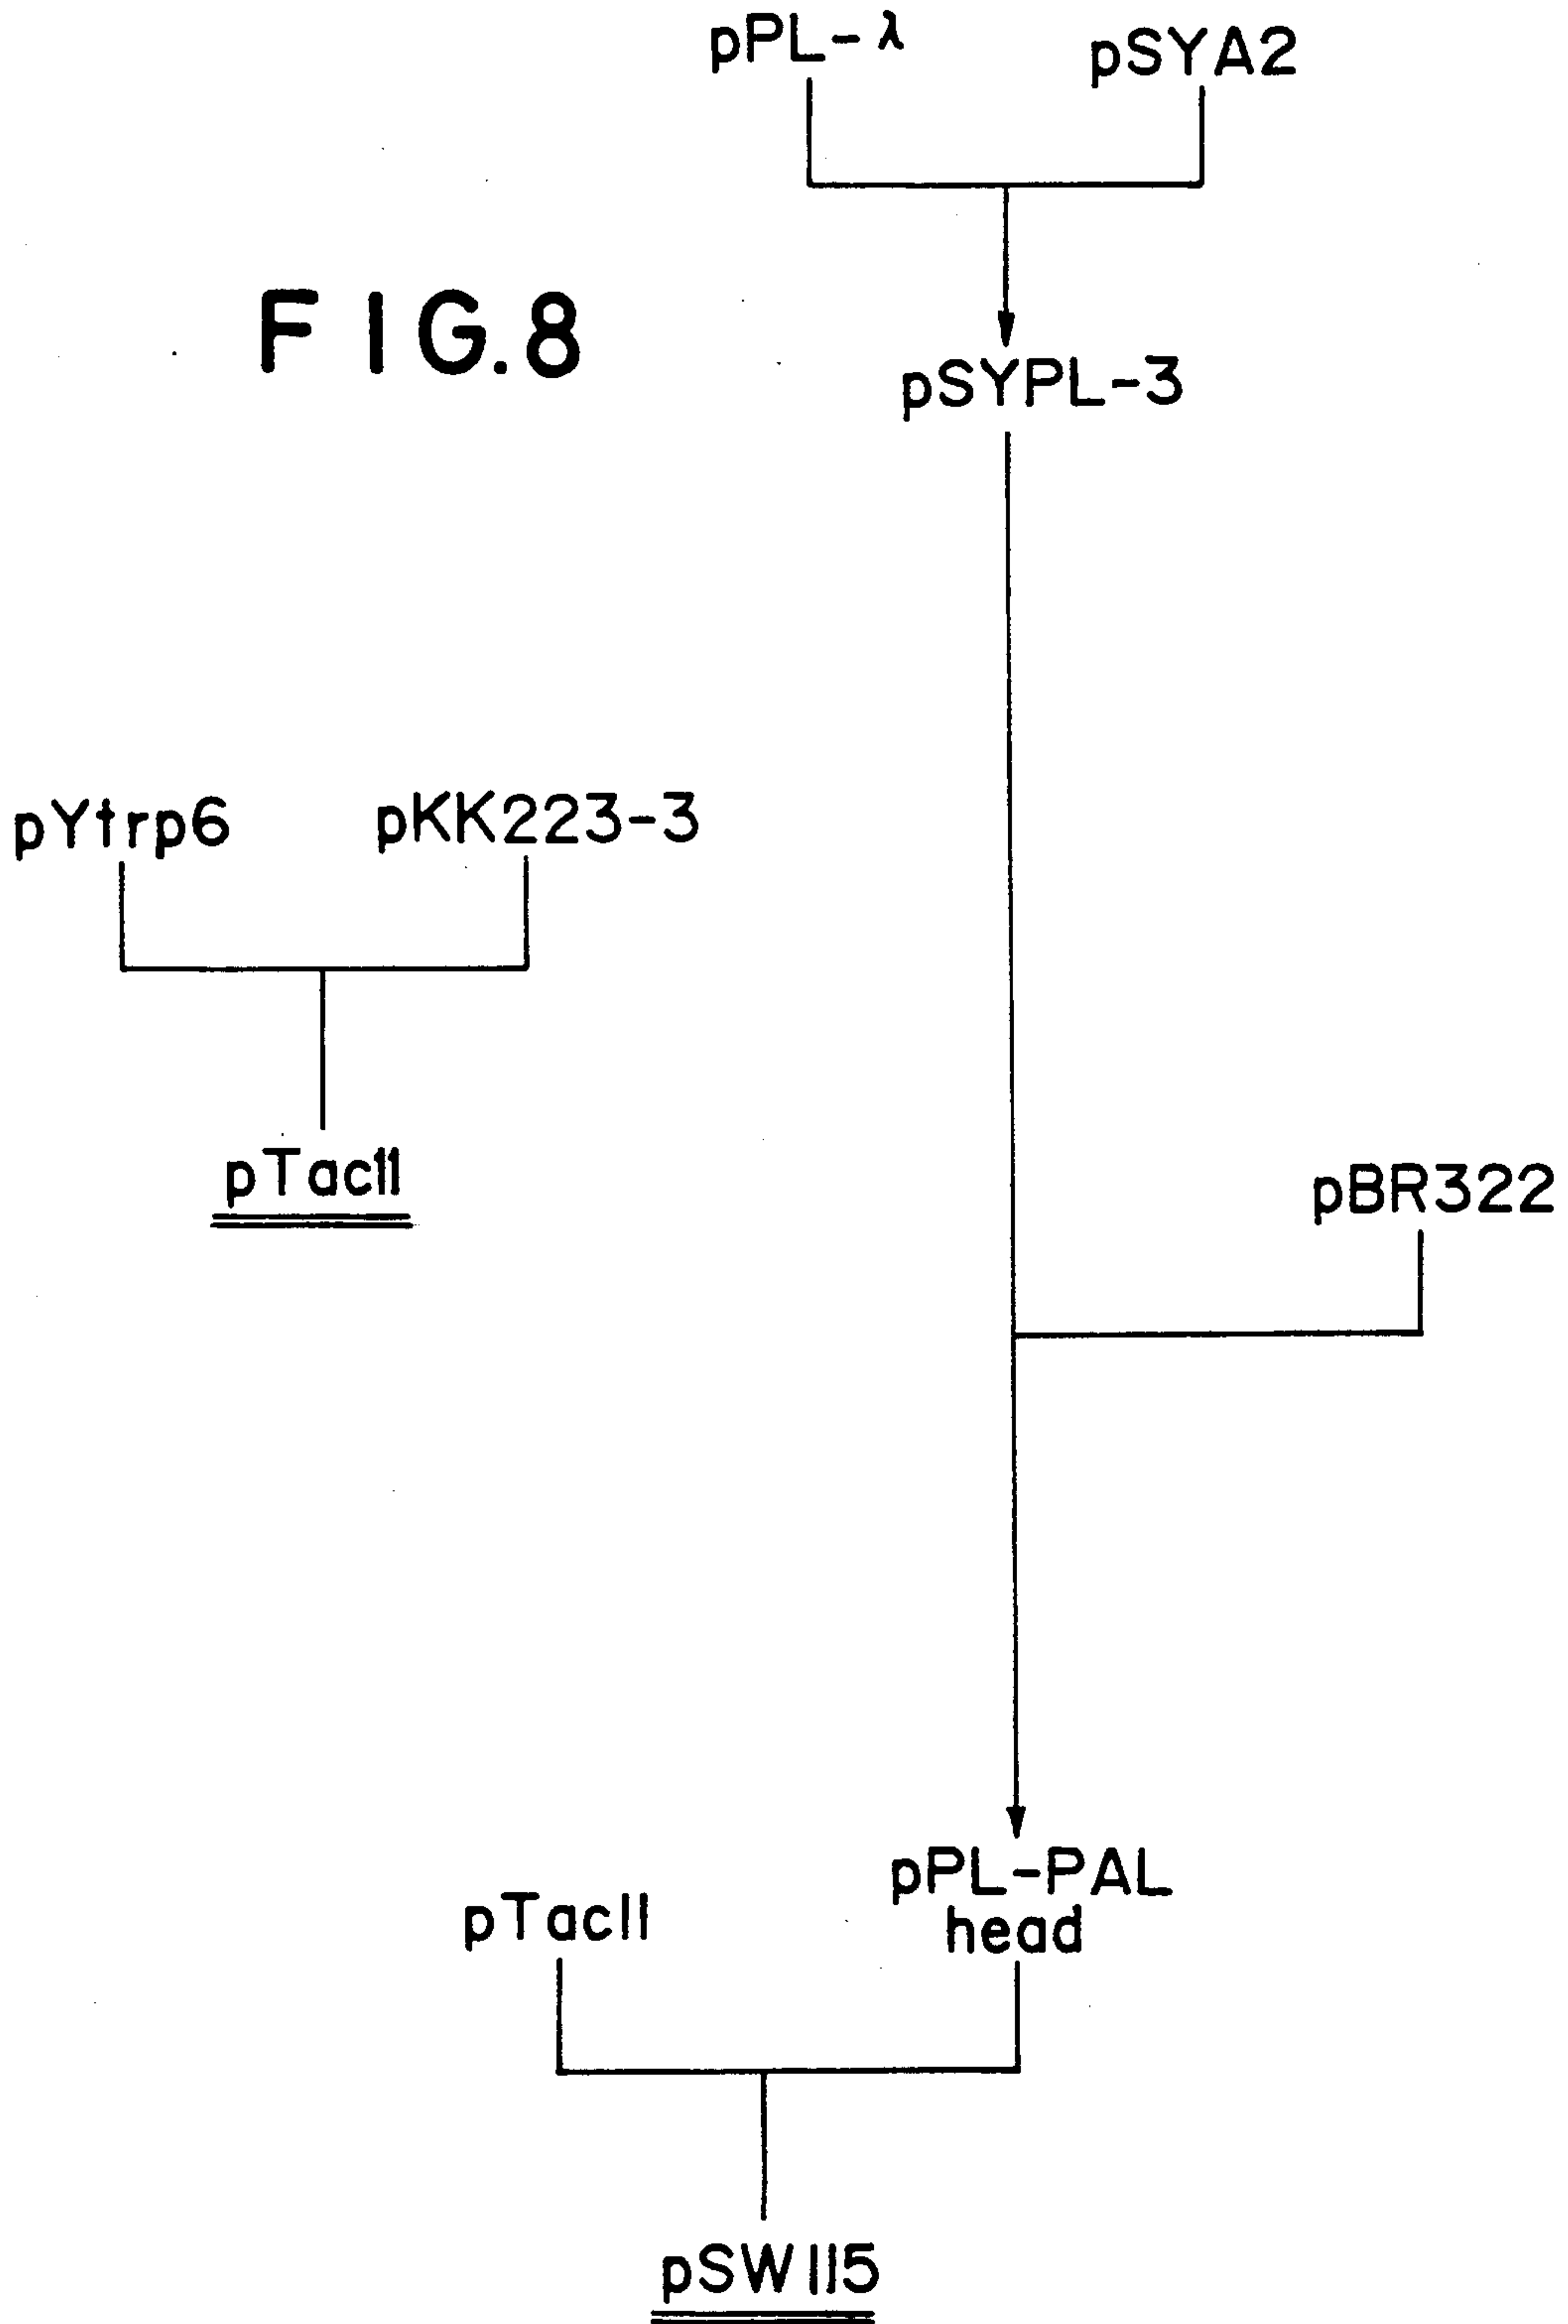 pPL-λ
pSYA2
FIG.8
pSYPL-3
pYtrp6
pKK223-3
pTac11
pBR322
pPL-PAL
head
pTac11
pSW115